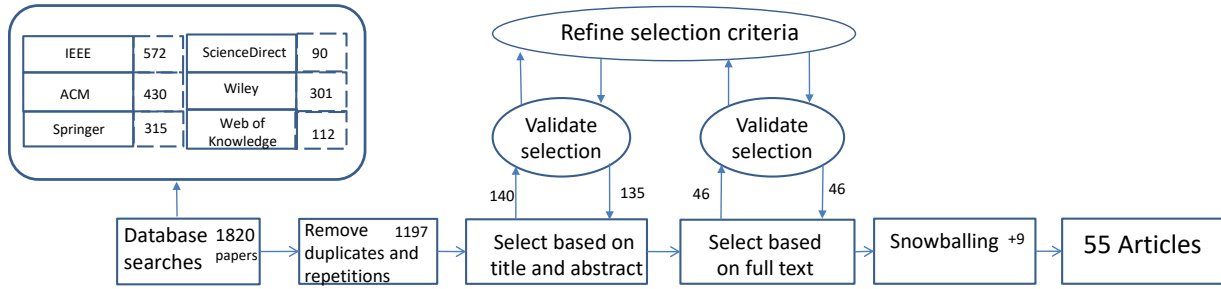 IEEE 572 ScienceDirect 90
ACM 430 Wiley 301
Springer 315 Web of
Knowledge 112
Refine selection criteria
Validate
selection
Validate
selection
140 135 46 46
Database
searches
1820
papers
Remove 1197
duplicates and
repetitions
Select based on
title and abstract
Select based
on full text
Snowballing +9
55 Articles